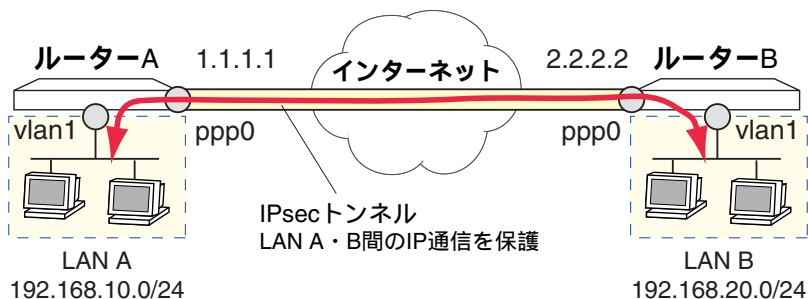 ルーターA
1.1.1.1
インターネット
2.2.2.2
ルーターB
vlan1
ppp0
ppp0
vlan1
IPsecトンネル
LAN A・B間のIP通信を保護
LAN A
192.168.10.0/24
LAN B
192.168.20.0/24